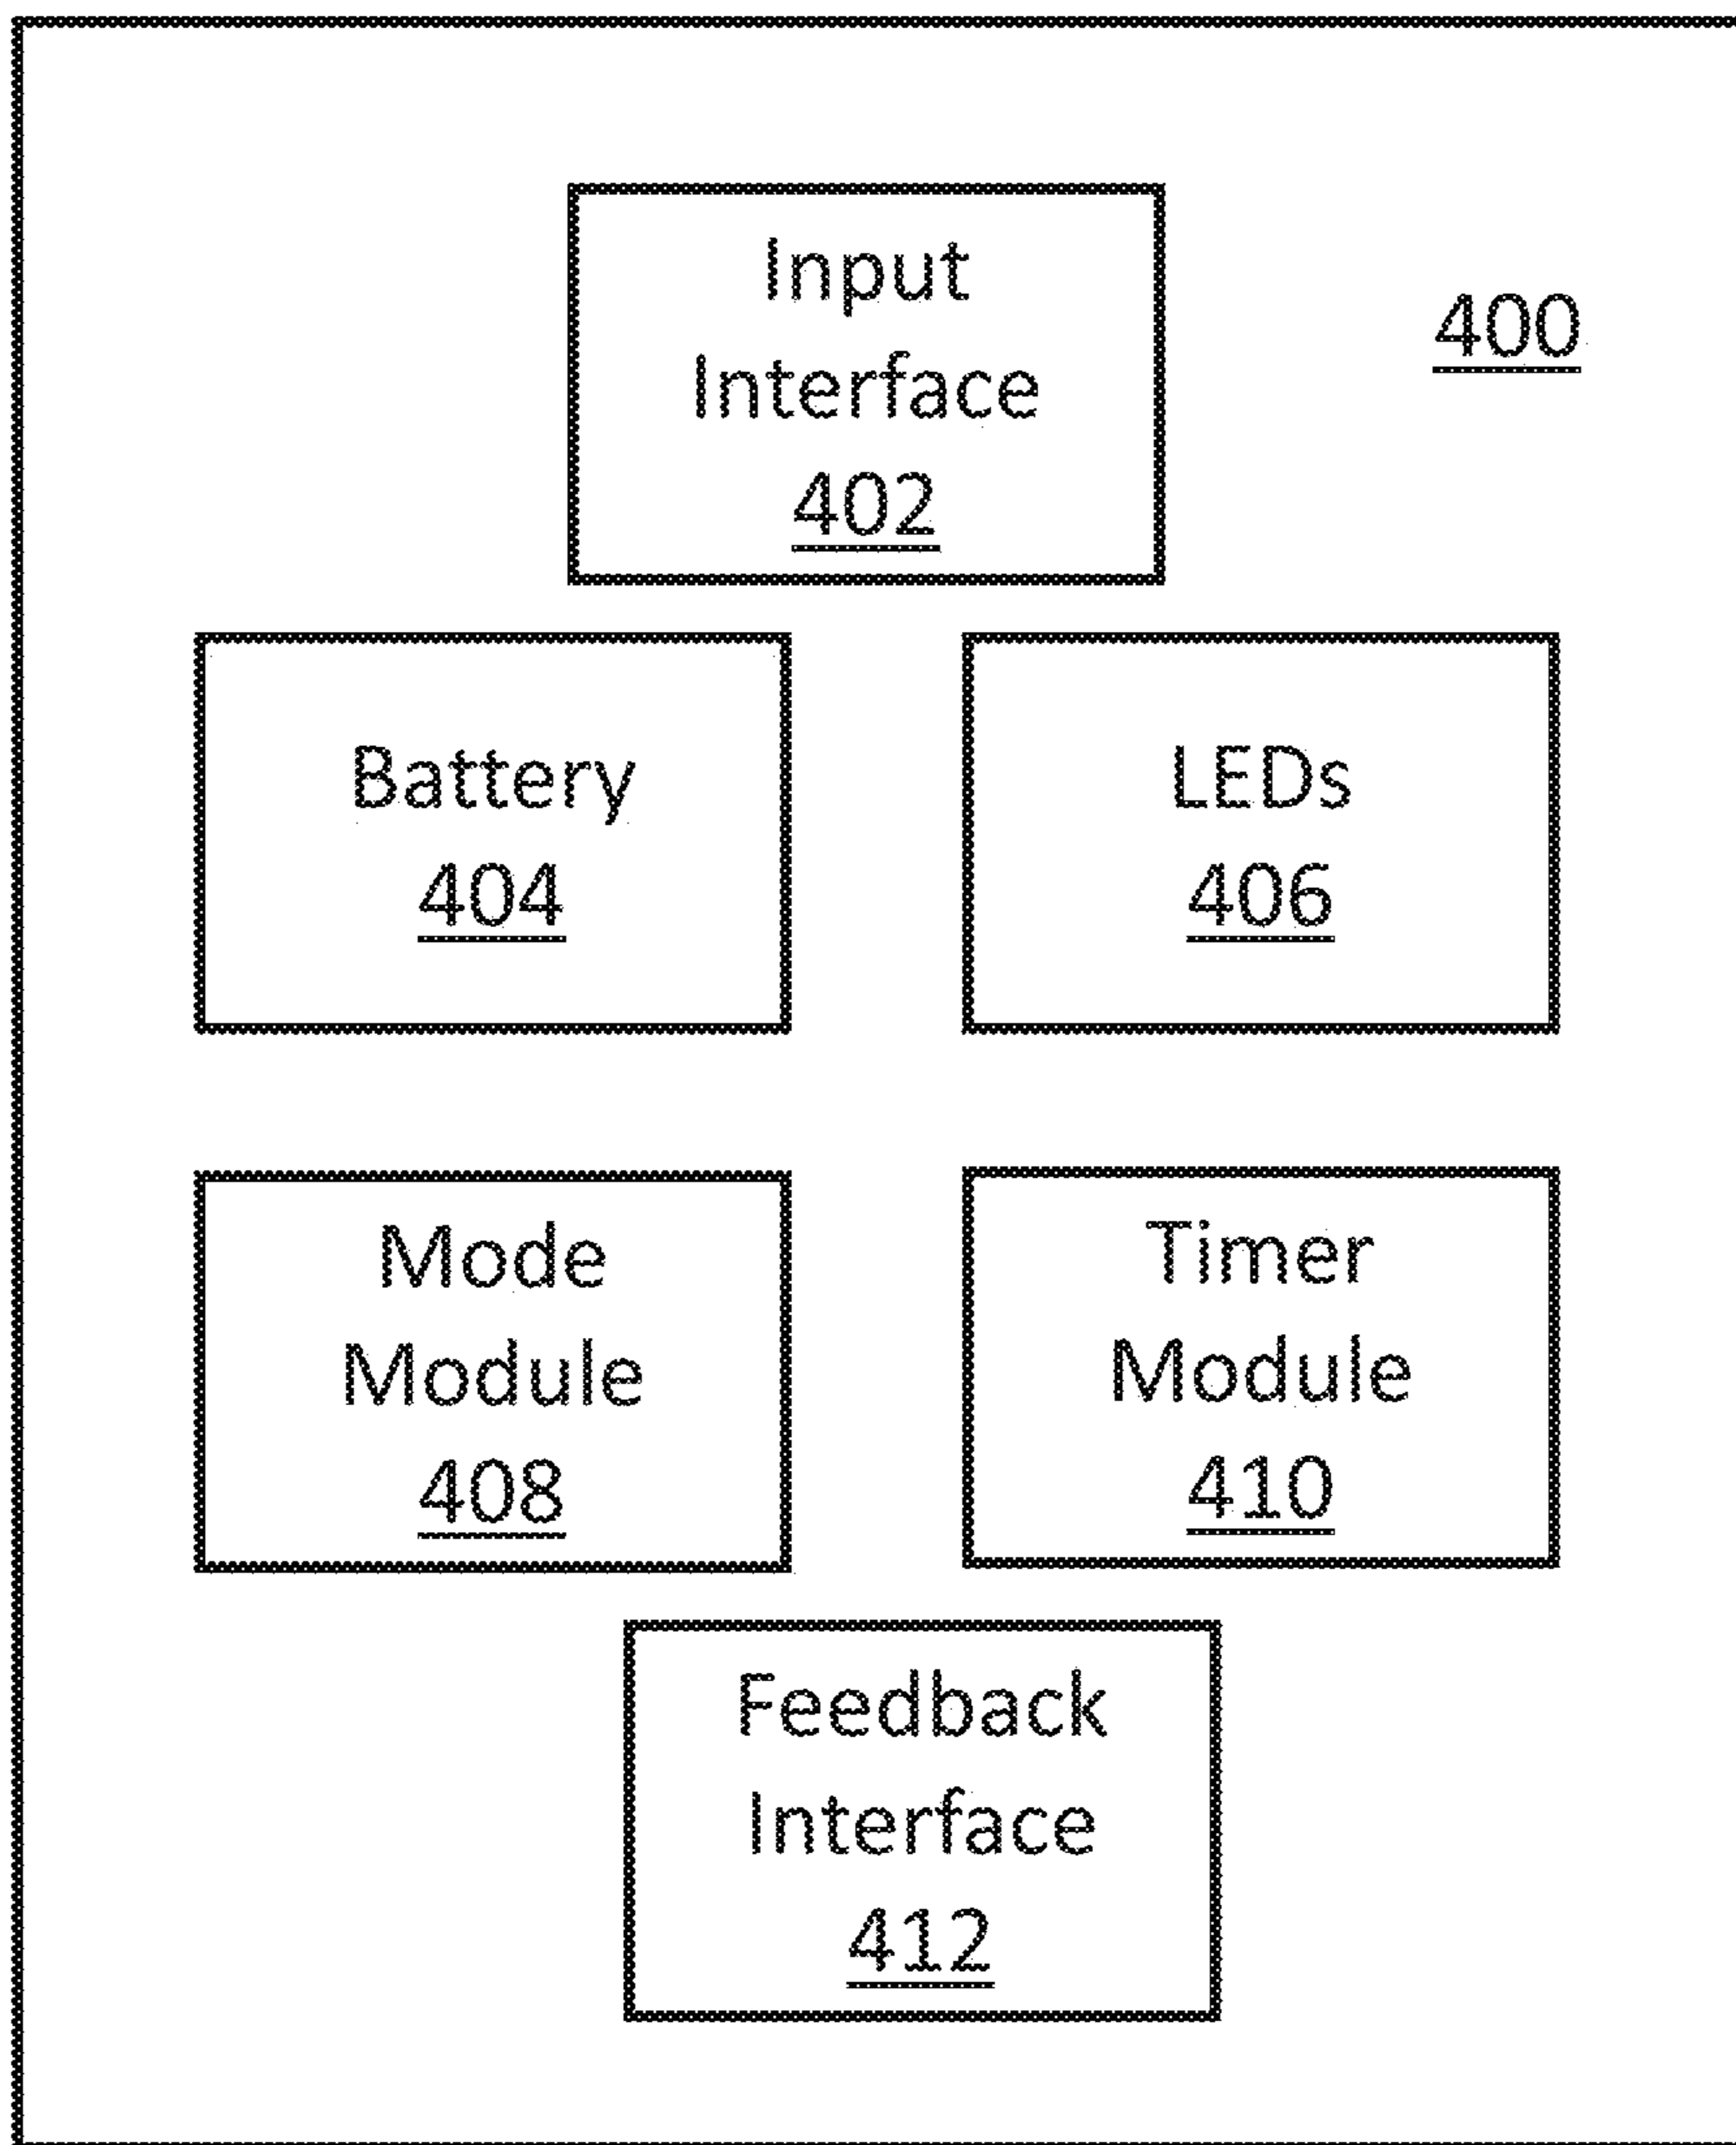 Input
Interface
402
400
Battery
404
LEDs
406
Mode
Module
408
Timer
Module
410
Feedback
Interface
412